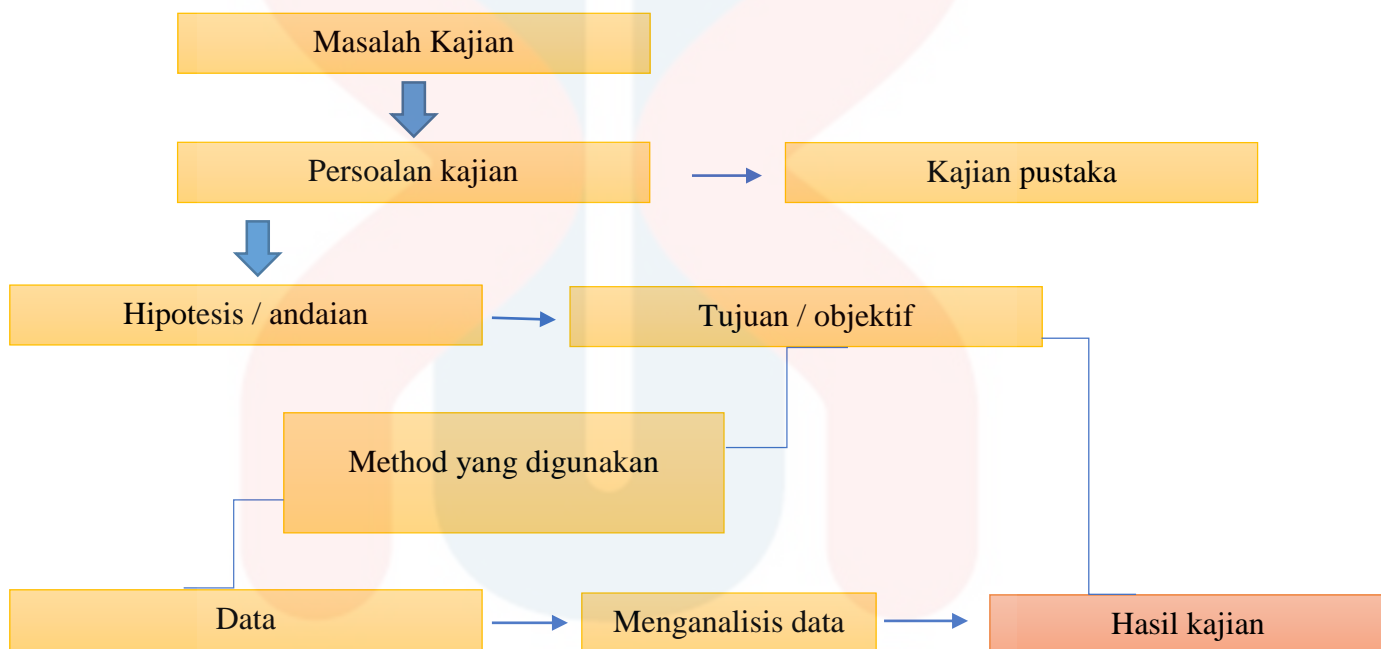 Masalah Kajian
Persoalan kajian
Kajian pustaka
Hipotesis / andaian
Tujuan / objektif
Method yang digunakan
Data
Menganalisis data
Hasil kajian